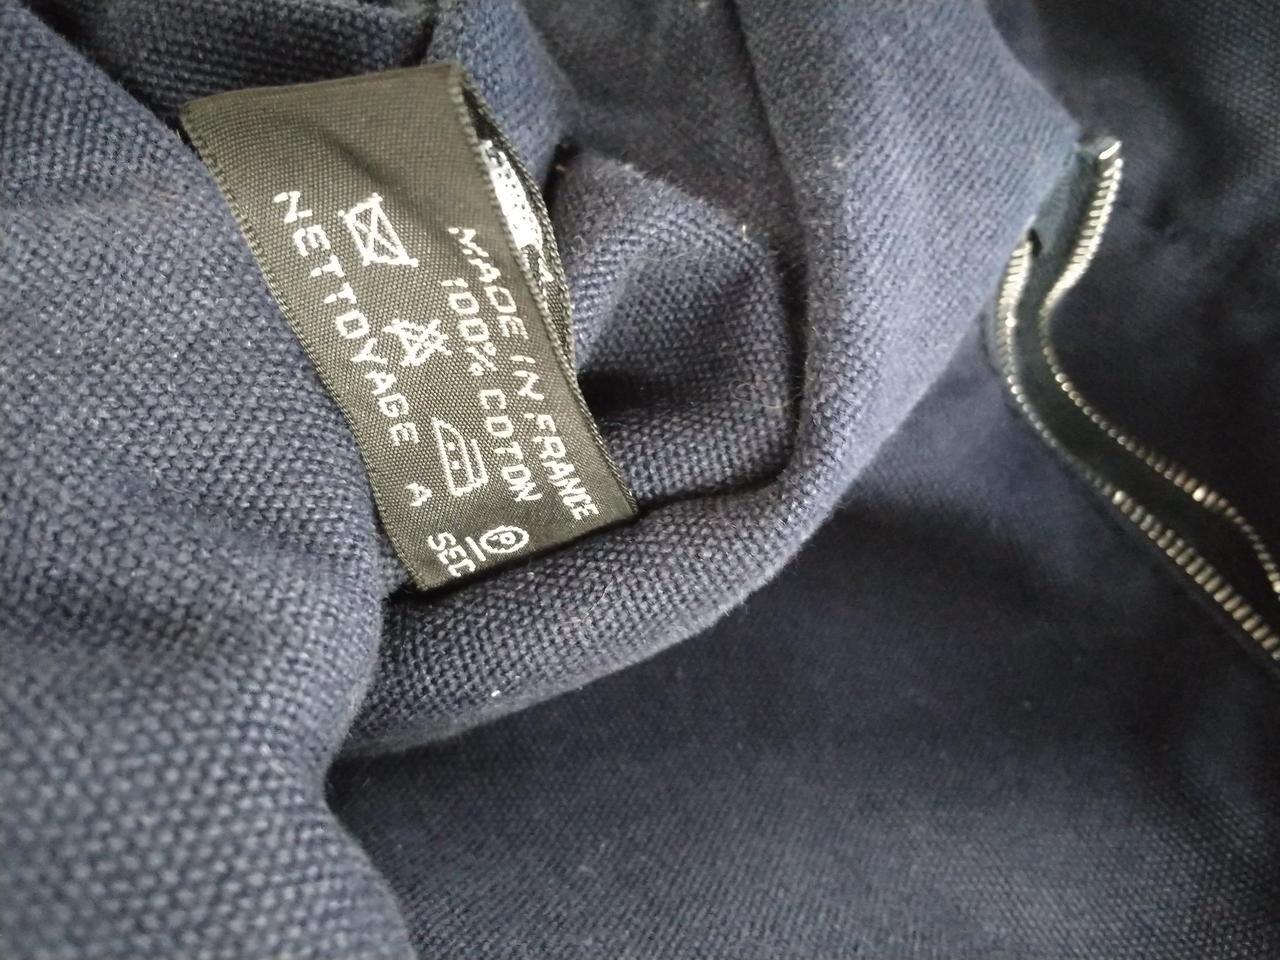 MADE IN FRANCE
100% COTON
P
NETTOYAGE A SEC